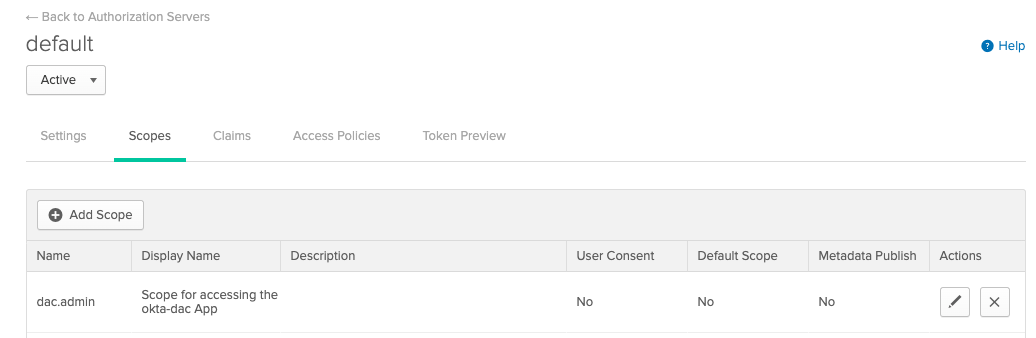 ← Back to Authorization Servers
default
Help
Active
Settings Scopes Claims Access Policies Token Preview
Add Scope
Name Display Name Description User Consent Default Scope Metadata Publish Actions
dac.admin Scope for accessing the okta-dac App No No No